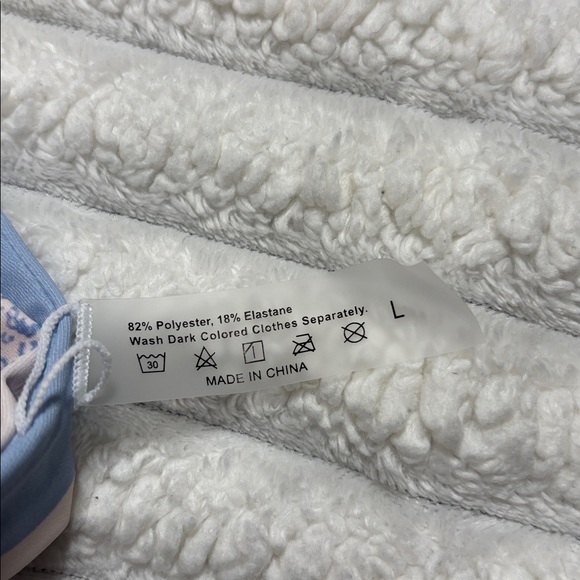 82% Polyester, 18% Elastane
Wash Dark Colored Clothes Separately.
L
30
MADE IN CHINA